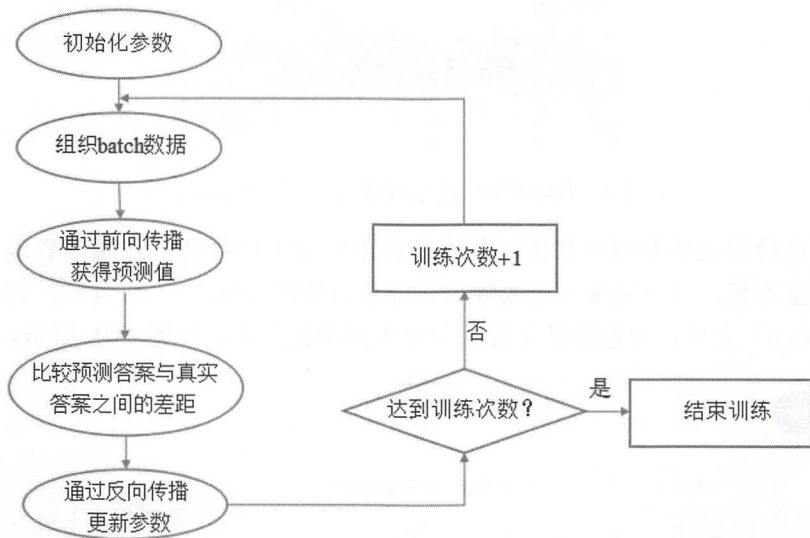 初始化参数
组织batch数据
通过前向传播
获得预测值
比较预测答案与真实
答案之间的差距
通过反向传播
更新参数
达到训练次数？
否
训练次数+1
是
结束训练